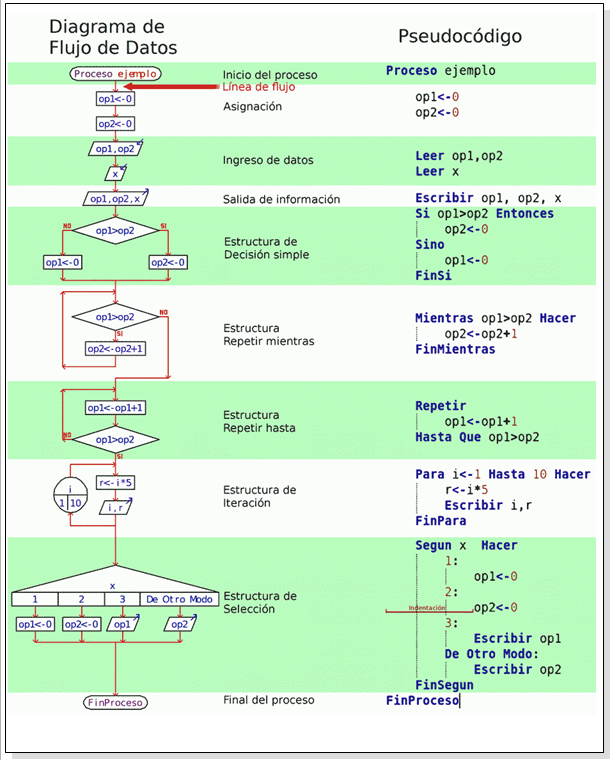 Diagrama de
Flujo de Datos
Pseudocódigo
Proceso ejemplo
Inicio del proceso
Proceso ejemplo
Línea de flujo
op1<-0
Asignación
op1<-0
op2<-0
op2<-0
op1,op2
x
Ingreso de datos
Leer op1,op2
Leer x
op1,op2,x
Salida de información
Escribir op1, op2, x
NO
op1>op2
SI
op1<-0
op2<-0
Estructura de
Decisión simple
Si op1>op2 Entonces
op2<-0
Sino
op1<-0
FinSi
op1>op2
NO
SI
op2<-op2+1
Estructura
Repetir mientras
Mientras op1>op2 Hacer
op2<-op2+1
FinMientras
op1<-op1+1
NO
op1>op2
SI
Estructura
Repetir hasta
Repetir
op1<-op1+1
Hasta Que op1>op2
i
1 10
r<-i*5
i,r
Estructura de
Iteración
Para i<-1 Hasta 10 Hacer
r<-i*5
Escribir i,r
FinPara
x
1 2 3 De Otro Modo
op1<-0 op2<-0 op1 op2
Estructura de
Selección
Segun x Hacer
1:
op1<-0
2:
Indentación
op2<-0
3:
Escribir op1
De Otro Modo:
Escribir op2
FinSegun
FinProceso
Final del proceso
FinProceso